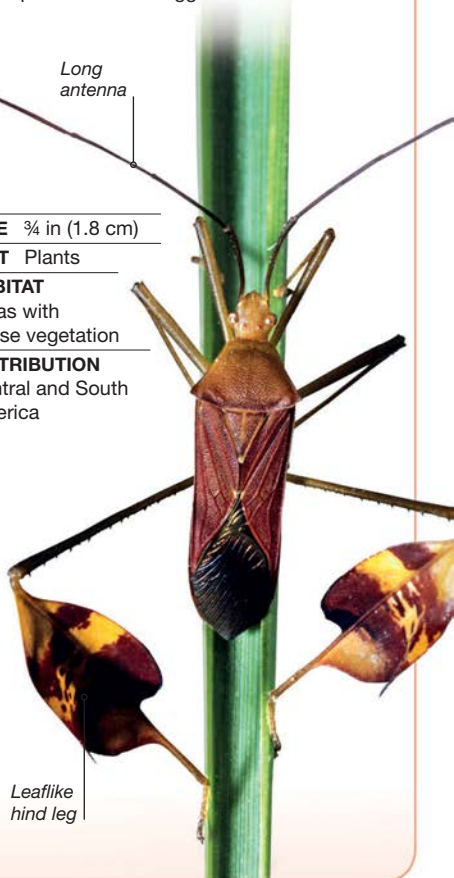 Long
antenna
E ¾ in (1.8 cm)
T Plants
BITAT
as with
se vegetation
TRIBUTION
ntral and South
erica
Leaflike
hind leg